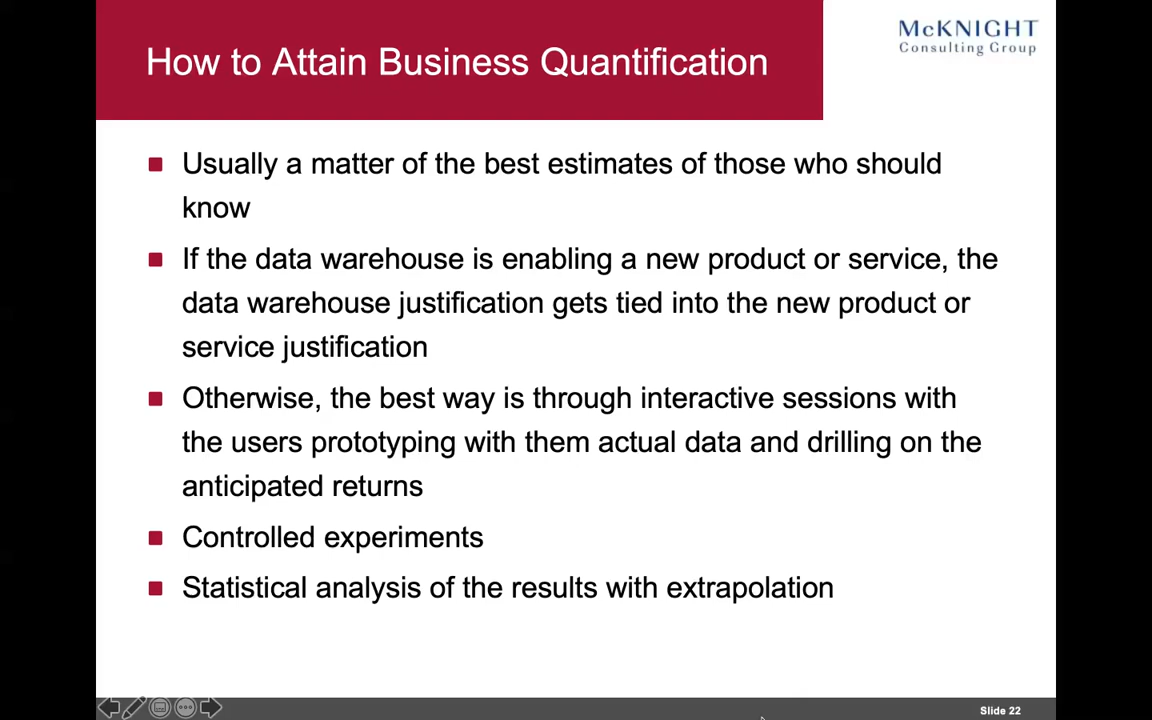 How to Attain Business Quantification
McKNIGHT
Consulting Group
Usually a matter of the best estimates of those who should
know
If the data warehouse is enabling a new product or service, the
data warehouse justification gets tied into the new product or
service justification
Otherwise, the best way is through interactive sessions with
the users prototyping with them actual data and drilling on the
anticipated returns
Controlled experiments
Statistical analysis of the results with extrapolation
Slide 22